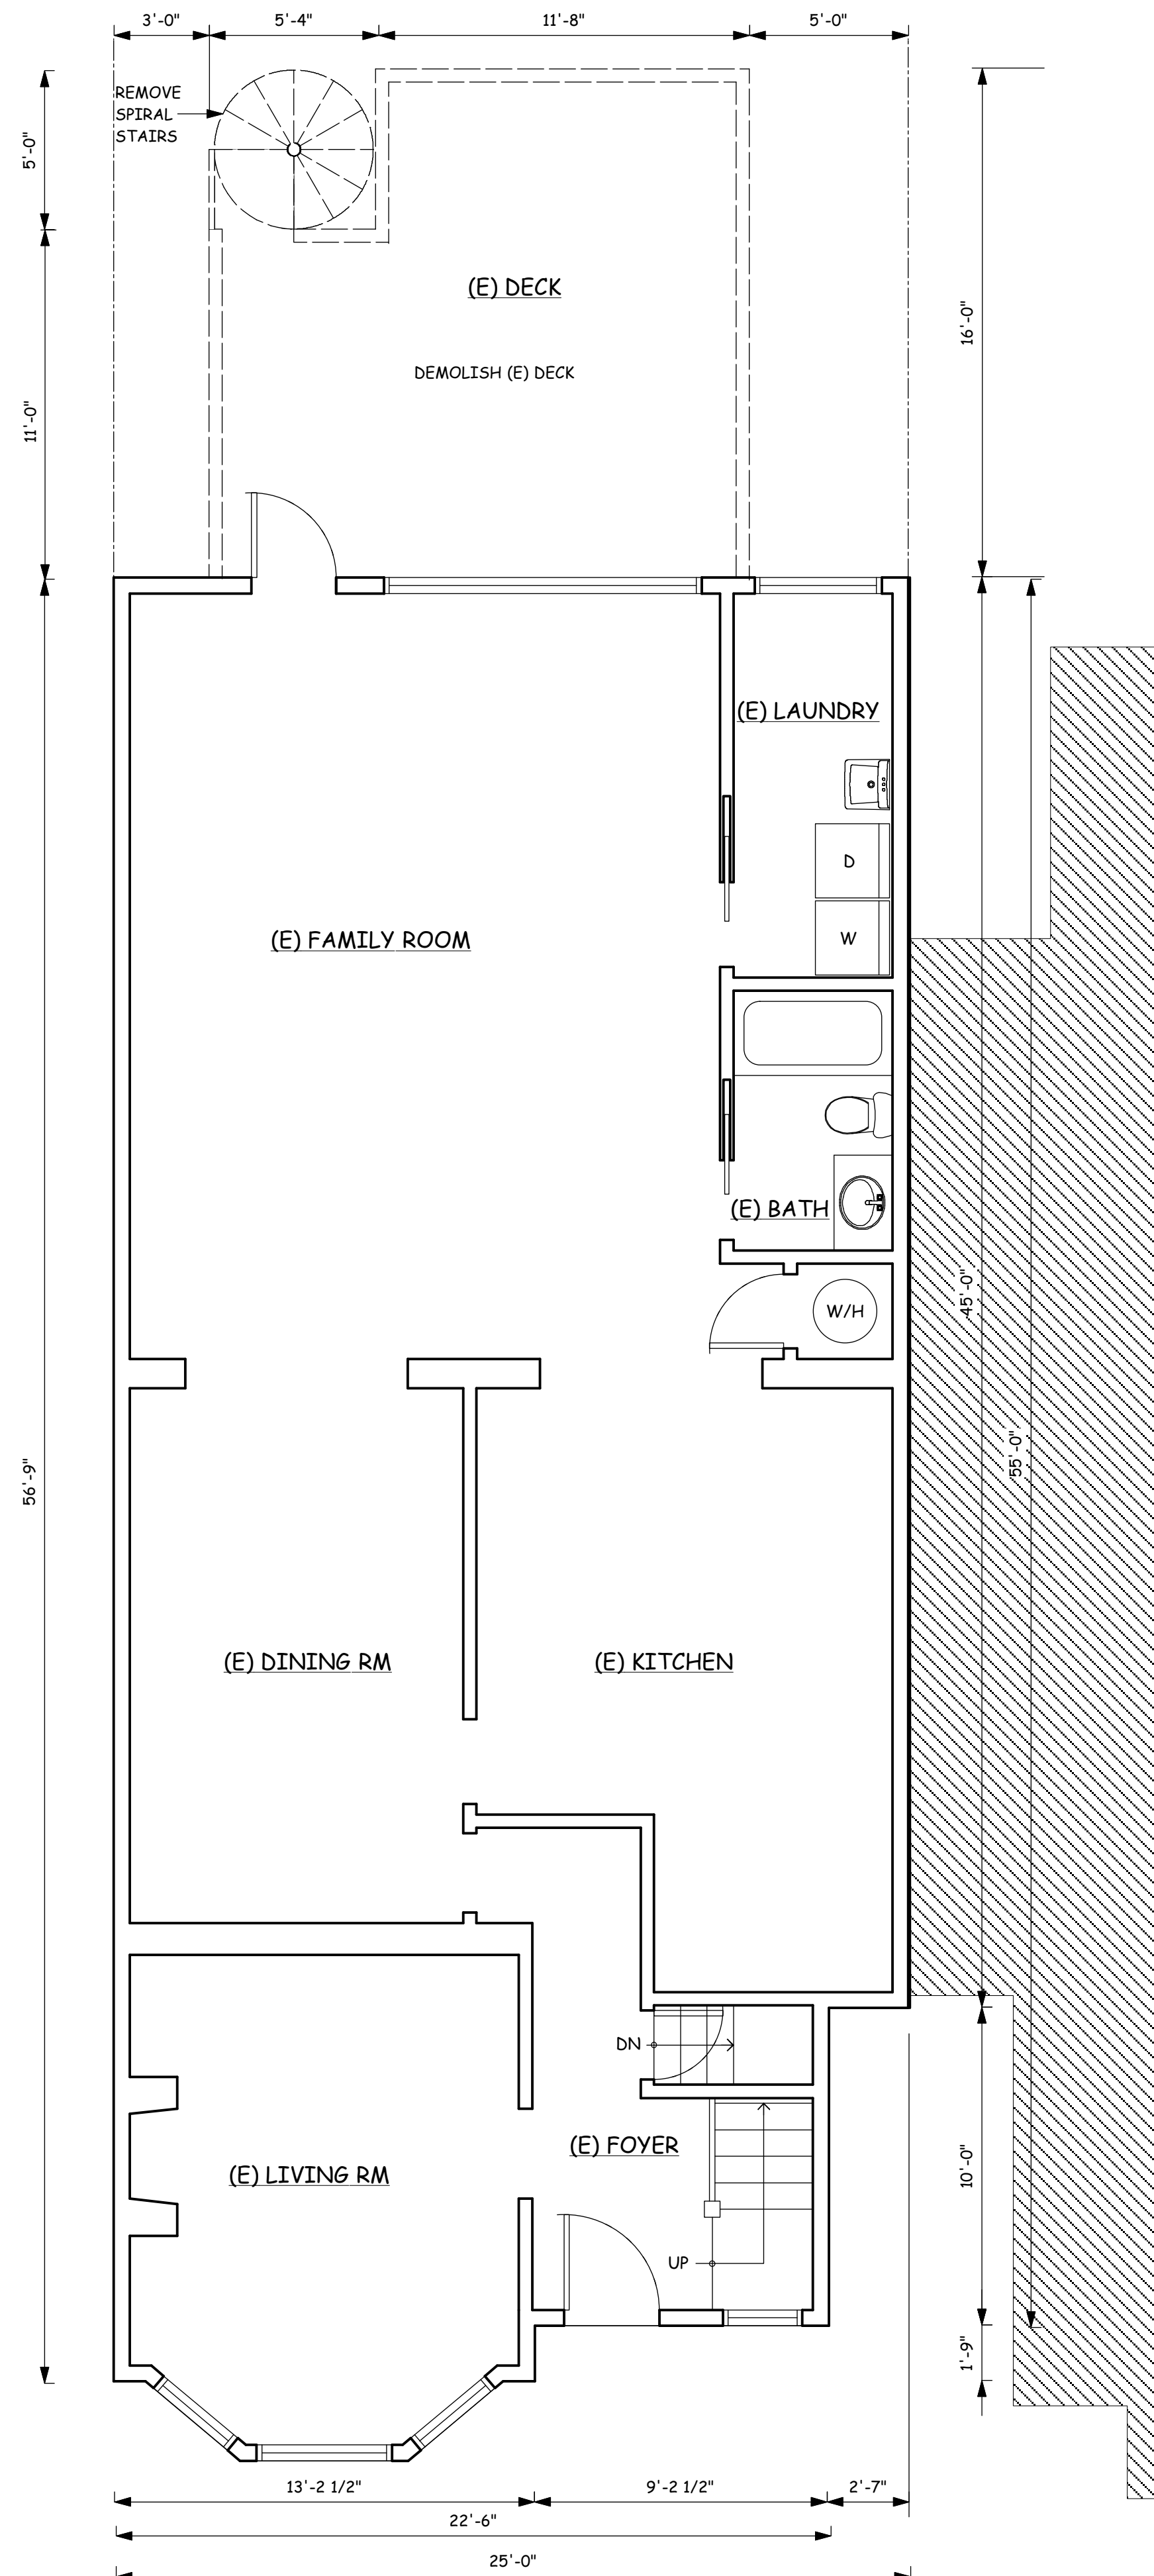 3'-0" 5'-4" 11'-8" 5'-0"
REMOVE
SPIRAL
STAIRS
5'-0"
(E) DECK
16'-0"
DEMOLISH (E) DECK
11'-0"
(E) LAUNDRY
D
(E) FAMILY ROOM
W
(E) BATH
45'-0"
W/H
55'-0"
56'-9"
(E) DINING RM
(E) KITCHEN
DN
(E) FOYER
10'-0"
(E) LIVING RM
UP
1'-9"
13'-2 1/2" 9'-2 1/2" 2'-7"
22'-6"
25'-0"